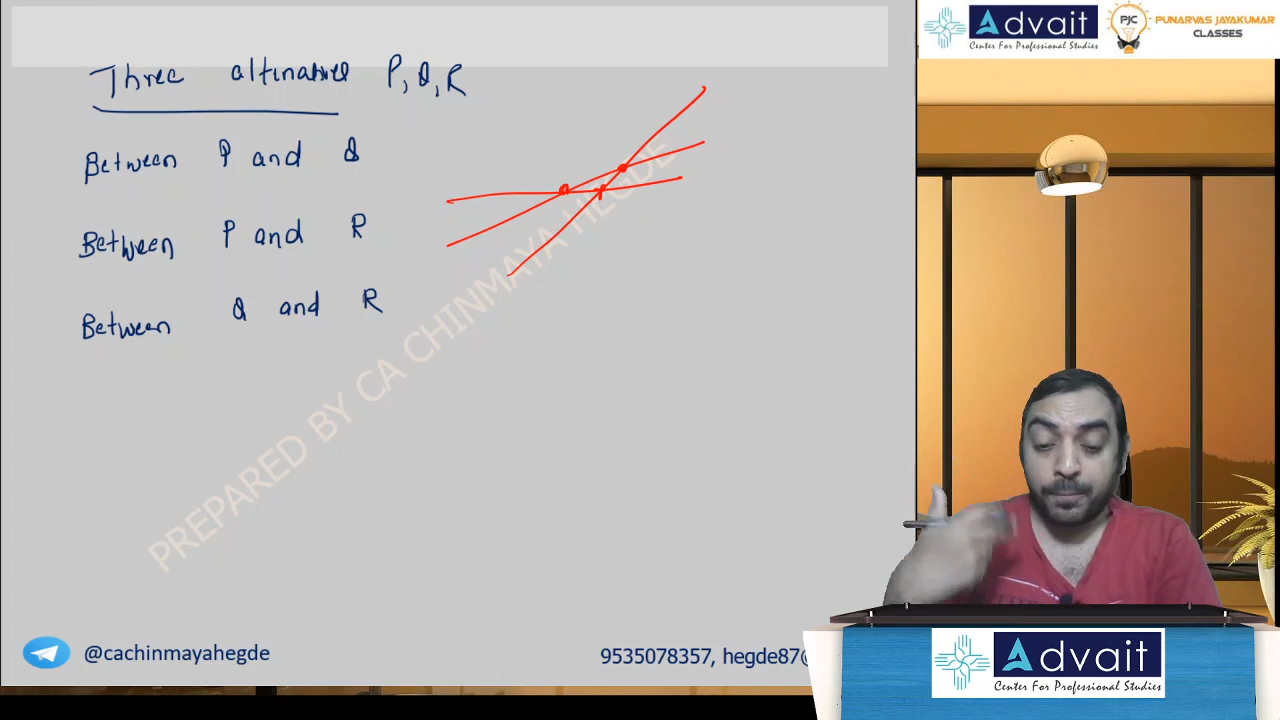 Advait
Center For Professional Studies
PJC
PUNARVAS JAYAKUMAR
CLASSES
Three P, Q, R
Between P and Q
Between P and R
Between Q and R
PREPARED BY CA CHINMAYA HEGDE
@cachinmayahegde
9535078357, hegde87@
Advait
Center For Professional Studies